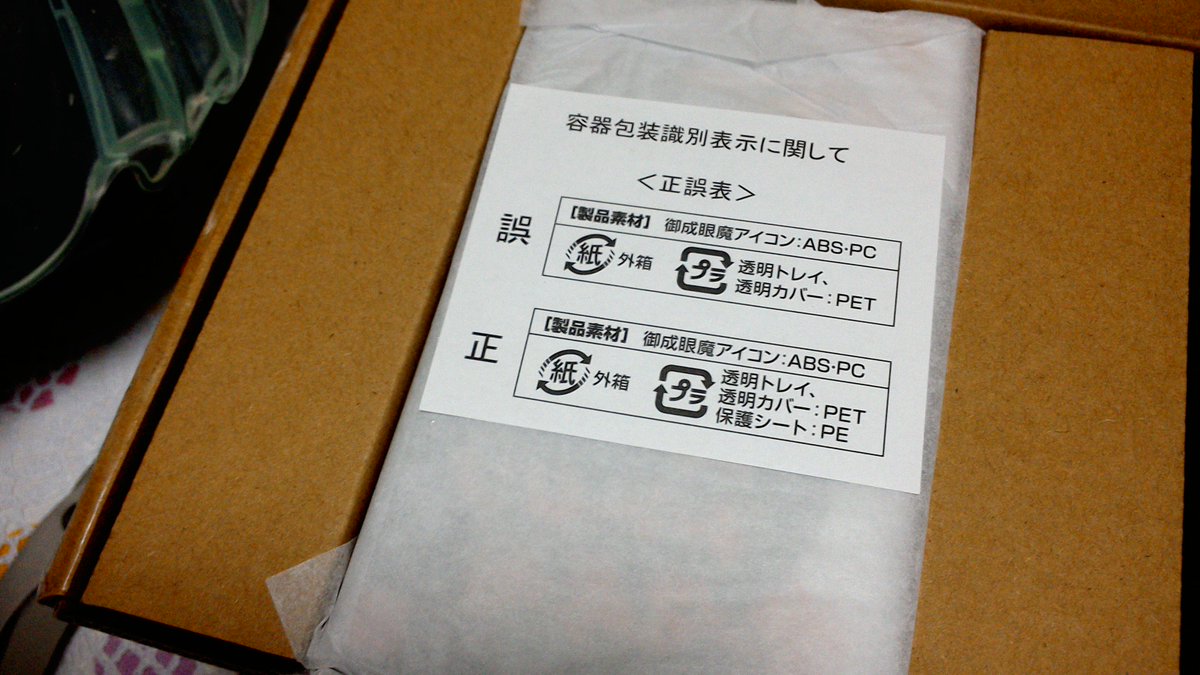 容器包装識別表示に関して
<正誤表>
誤
[製品素材] 御成眼魔アイコン:ABS・PC
紙 外箱
プラ 透明トレイ、
透明カバー:PET
正
[製品素材] 御成眼魔アイコン:ABS・PC
紙 外箱
プラ 透明トレイ、
透明カバー:PET
保護シート:PE